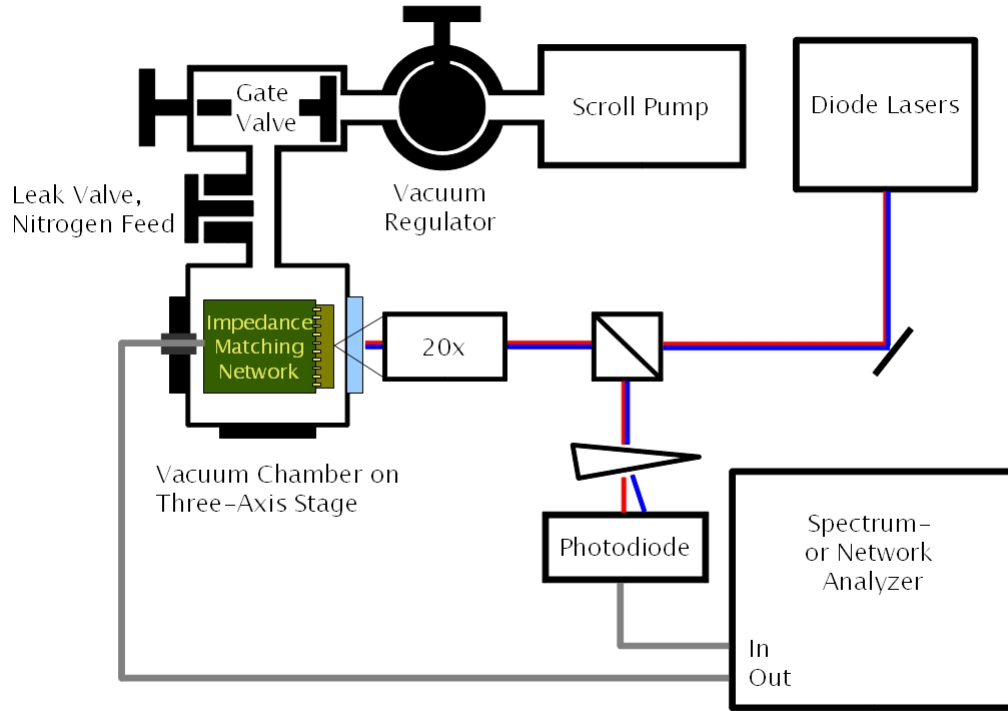 Gate
Valve
Scroll Pump
Diode Lasers
Leak Valve,
Nitrogen Feed
Vacuum
Regulator
Impedance
Matching
Network
20x
Vacuum Chamber on
Three-Axis Stage
Photodiode
Spectrum-
or Network
Analyzer
In
Out